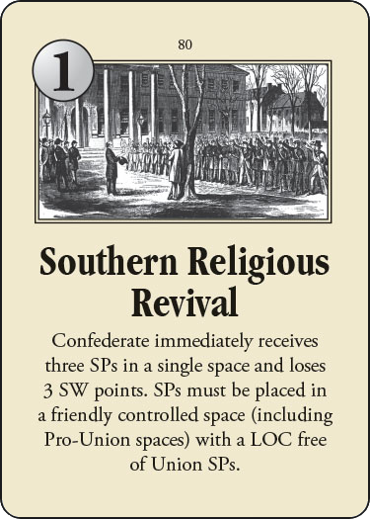 80
1
Southern Religious
Revival
Confederate immediately receives
three SPs in a single space and loses
3 SW points. SPs must be placed in
a friendly controlled space (including
Pro-Union spaces) with a LOC free
of Union SPs.